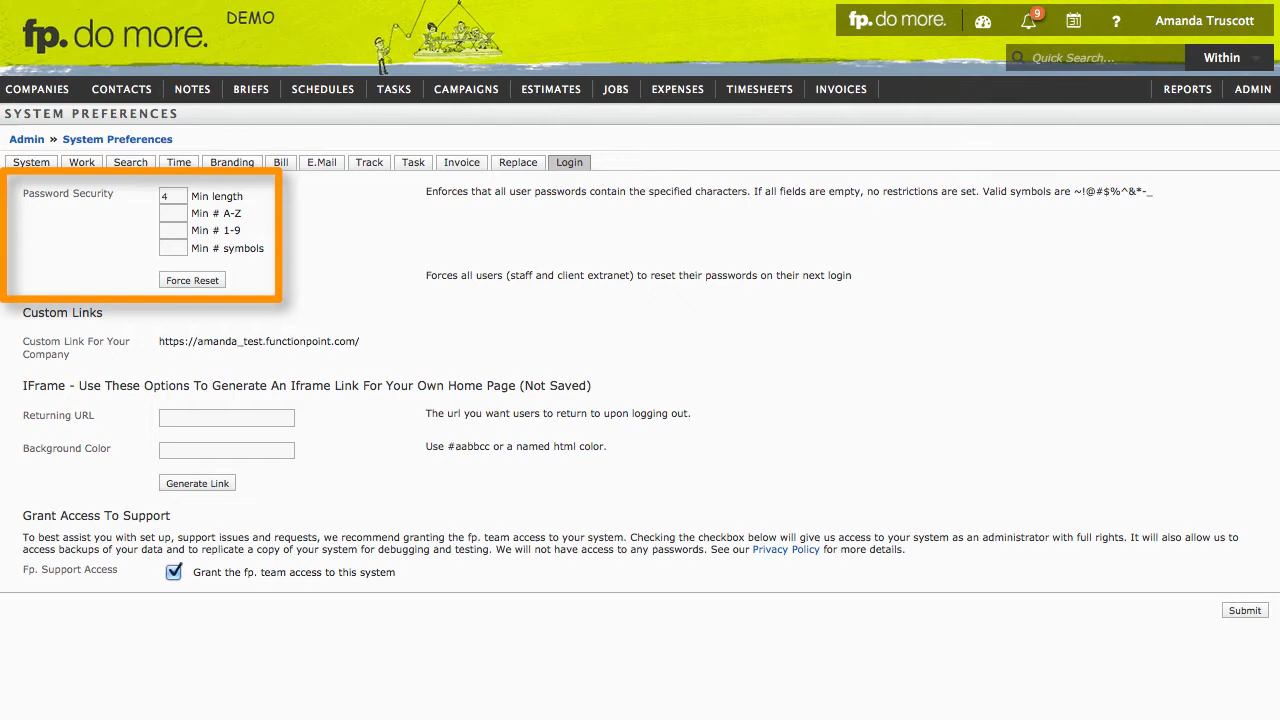 fp. do more.
DEMO
fp. do more.
9
?
Amanda Truscott
Quick Search...
Within
COMPANIES CONTACTS NOTES BRIEFS SCHEDULES TASKS CAMPAIGNS ESTIMATES JOBS EXPENSES TIMESHEETS INVOICES REPORTS ADMIN
SYSTEM PREFERENCES
Admin » System Preferences
System Work Search Time Branding Bill E.Mail Track Task Invoice Replace Login
Password Security
4 Min length
Min # A-Z
Min # 1-9
Min # symbols
Enforces that all user passwords contain the specified characters. If all fields are empty, no restrictions are set. Valid symbols are ~!@#$%^&*-_
Force Reset
Forces all users (staff and client extranet) to reset their passwords on their next login
Custom Links
Custom Link For Your
Company
https://amanda_test.functionpoint.com/
IFrame - Use These Options To Generate An Iframe Link For Your Own Home Page (Not Saved)
Returning URL
The url you want users to return to upon logging out.
Background Color
Use #aabbcc or a named html color.
Generate Link
Grant Access To Support
To best assist you with set up, support issues and requests, we recommend granting the fp. team access to your system. Checking the checkbox below will give us access to your system as an administrator with full rights. It will also allow us to
access backups of your data and to replicate a copy of your system for debugging and testing. We will not have access to any passwords. See our Privacy Policy for more details.
Fp. Support Access
Grant the fp. team access to this system
Submit